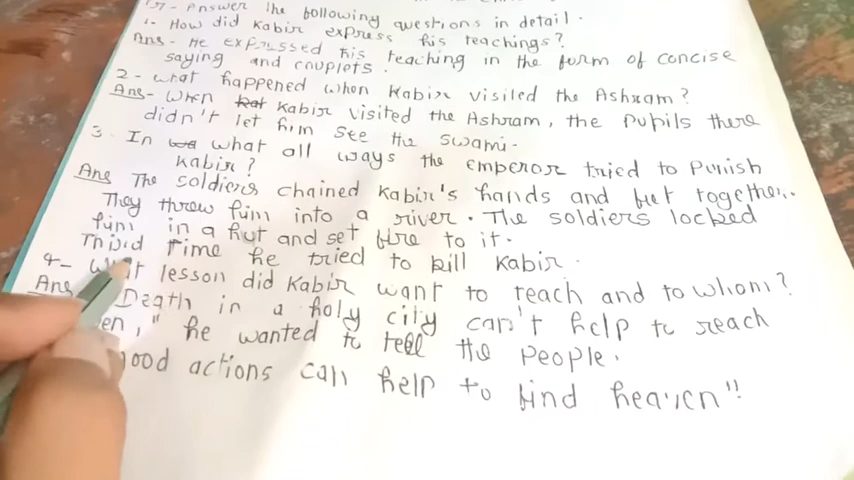 Answer the following questions in detail.
1- How did Kabir express his teachings?
Ans- He expressed his teaching in the form of concise
saying and couplets.
2- what happened when Kabir visited the Ashram?
Ans- When Kabir visited the Ashram, the pupils there
didn't let him see the swami.
3. In what all ways the emperor tried to Punish
Kabir?
Ans The soldiers chained Kabir's hands and feet together.
They threw him into a river. The soldiers locked
him in a hut and set fire to it.
Third Time he tried to kill Kabir.
4- What lesson did Kabir want to teach and to whom?
Ans Death in a holy city can't help to reach
en," he wanted to tell the People.
good actions can help to find heaven"!